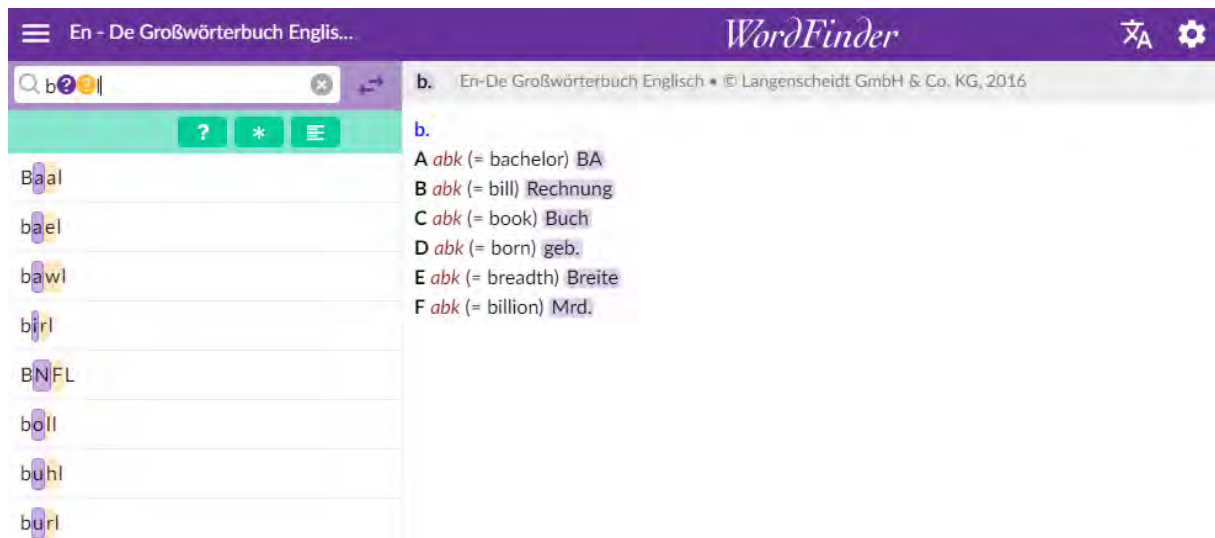 En - De Großwörterbuch Englis...
WordFinder
b??l
b. En-De Großwörterbuch Englisch • © Langenscheidt GmbH & Co. KG, 2016
? *
b.
A abk (= bachelor) BA
B abk (= bill) Rechnung
C abk (= book) Buch
D abk (= born) geb.
E abk (= breadth) Breite
F abk (= billion) Mrd.
Baal
bael
bawl
birl
BNFL
boll
buhl
burl